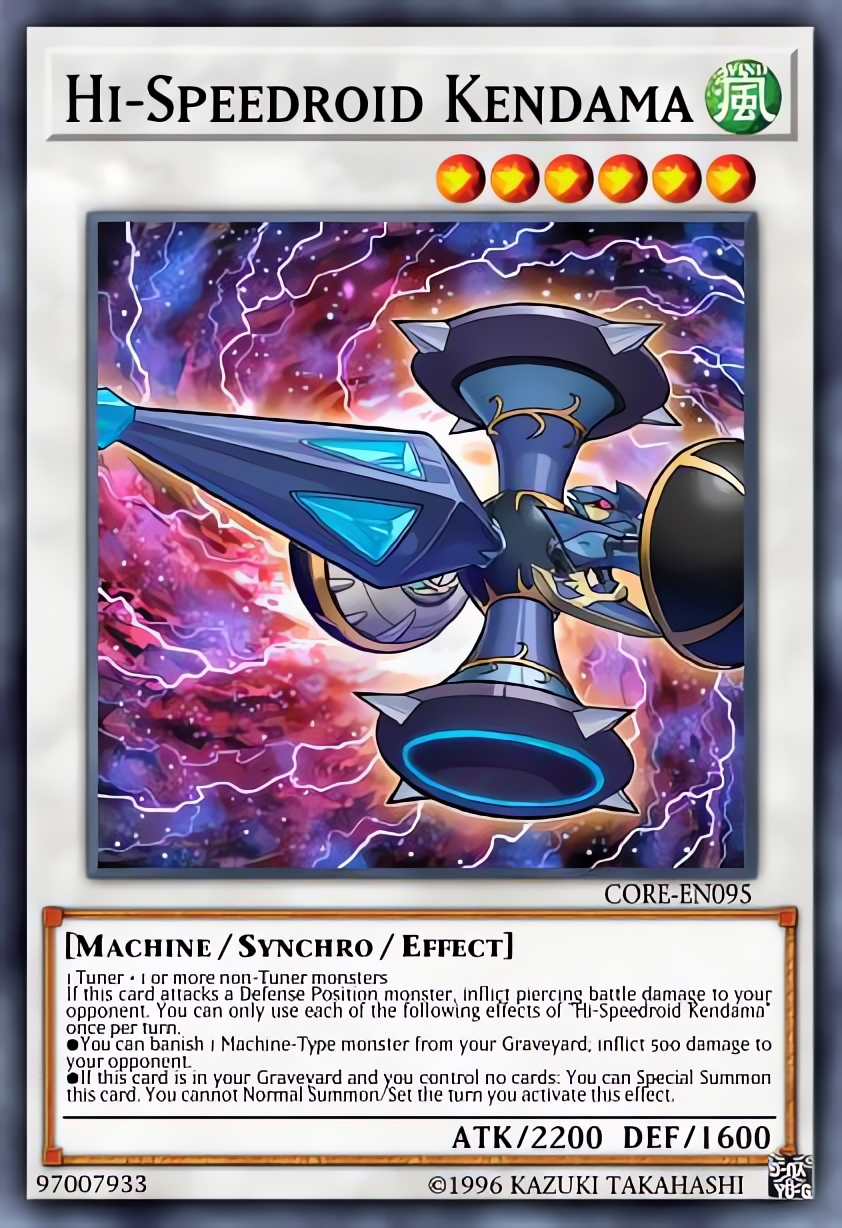 Hi-Speedroid Kendama
WIND
風
CORE-EN095
[Machine / Synchro / Effect]
1 Tuner + 1 or more non-Tuner monsters
If this card attacks a Defense Position monster, inflict piercing battle damage to your
opponent. You can only use each of the following effects of "Hi-Speedroid Kendama"
once per turn.
●You can banish 1 Machine-Type monster from your Graveyard; inflict 500 damage to
your opponent.
●If this card is in your Graveyard and you control no cards: You can Special Summon
this card. You cannot Normal Summon/Set the turn you activate this effect.
ATK/2200 DEF/1600
97007933
©1996 KAZUKI TAKAHASHI